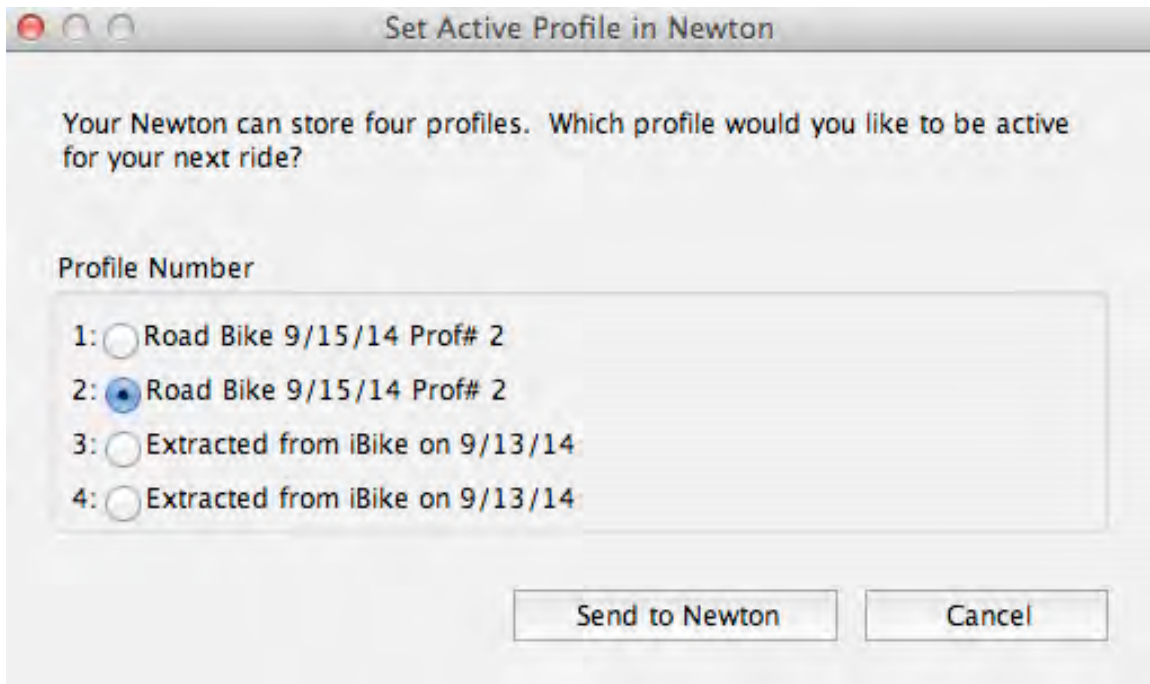 Set Active Profile in Newton
Your Newton can store four profiles.  Which profile would you like to be active
for your next ride?
Profile Number
1: Road Bike 9/15/14 Prof# 2
2: Road Bike 9/15/14 Prof# 2
3: Extracted from iBike on 9/13/14
4: Extracted from iBike on 9/13/14
Send to Newton Cancel